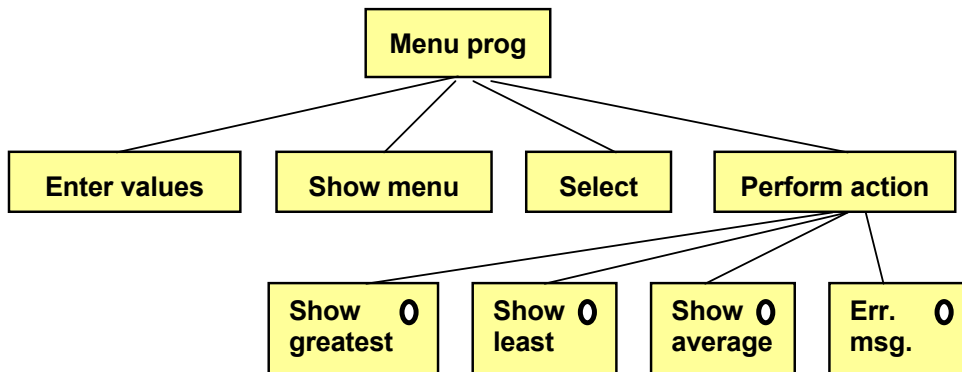 Menu prog
Enter values
Show menu
Select
Perform action
Show
greatest
Show
least
Show
average
Err.
msg.